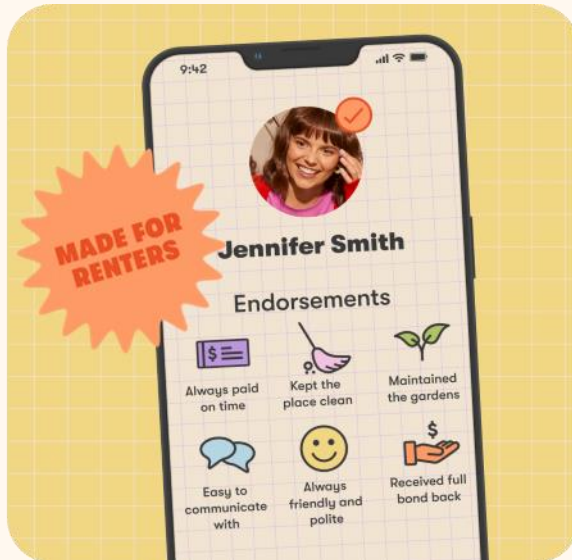 9:42
MADE FOR
RENTERS
Jennifer Smith
Endorsements
$
Always paid
on time
Kept the
place clean
Maintained
the gardens
$
Easy to
communicate
with
Always
friendly and
polite
Received full
bond back